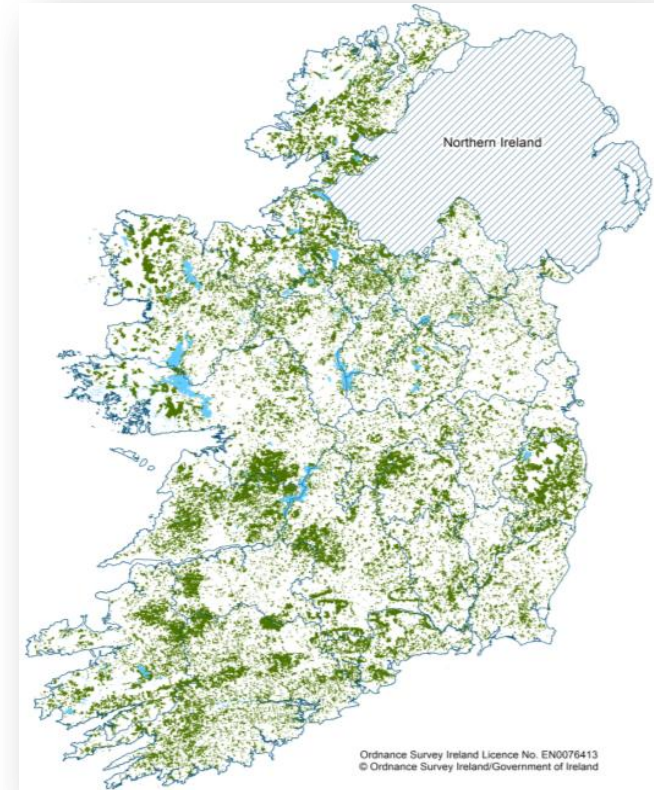 Northern Ireland
Ordnance Survey Ireland Licence No. EN0076413
© Ordnance Survey Ireland/Government of Ireland